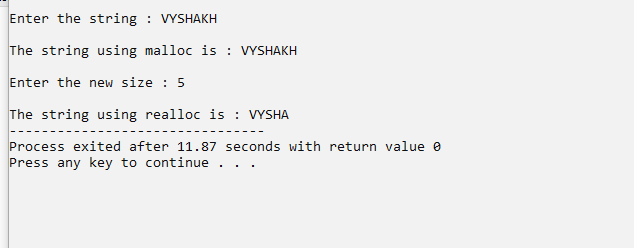 Enter the string : VYSHAKH
The string using malloc is : VYSHAKH
Enter the new size : 5
The string using realloc is : VYSHA
--------------------------------
Process exited after 11.87 seconds with return value 0
Press any key to continue . . .